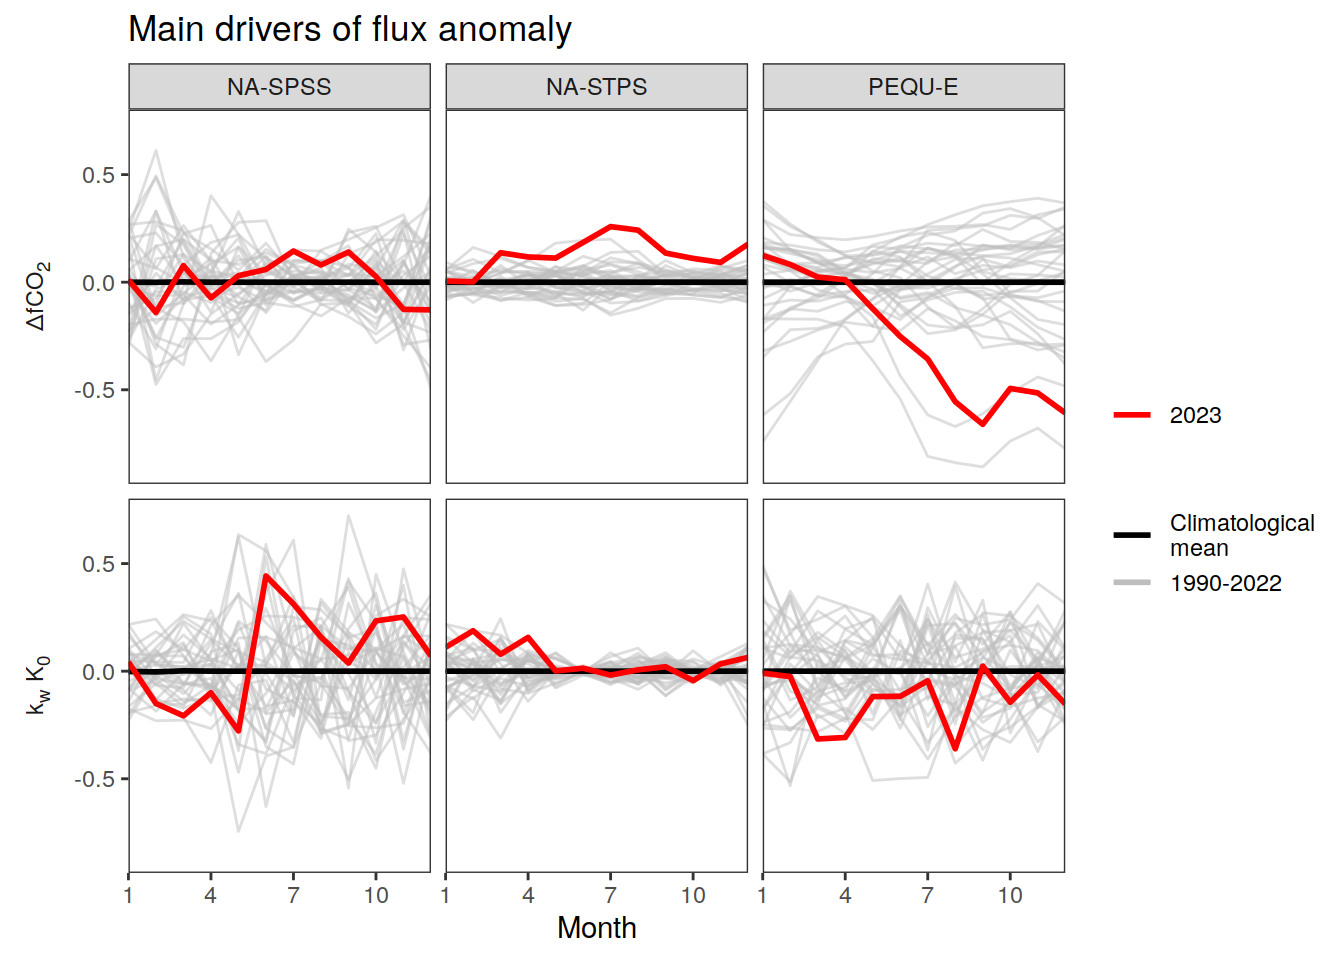 Main drivers of flux anomaly
NA-SPSS NA-STPS PEQU-E
ΔfCO2
0.5
0.0
-0.5
kw K0
0.5
0.0
-0.5
1 4 7 10 1 4 7 10 1 4 7 10
Month
2023
Climatological
mean
1990-2022